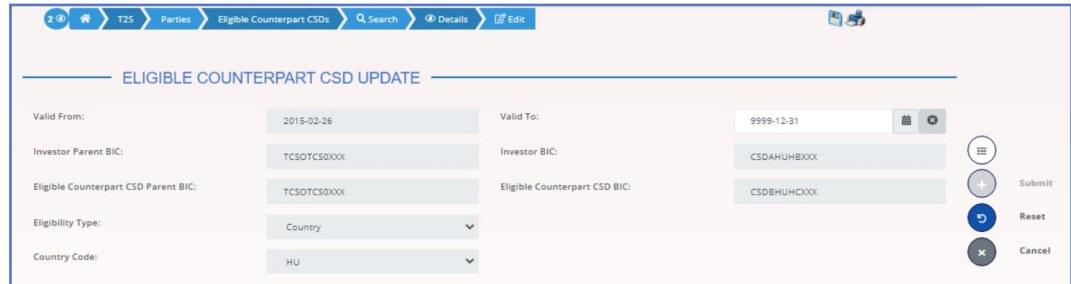 2 T2S Parties Eligible Counterpart CSDs Search Details Edit
ELIGIBLE COUNTERPART CSD UPDATE
Valid From: 2015-02-26 Valid To: 9999-12-31
Investor Parent BIC: TCSOTCS0XXX Investor BIC: CSDAHUHBXXX
Eligible Counterpart CSD Parent BIC: TCSOTCS0XXX Eligible Counterpart CSD BIC: CSDBHUHCXXX
Submit
Eligibility Type: Country
Reset
Country Code: HU
Cancel